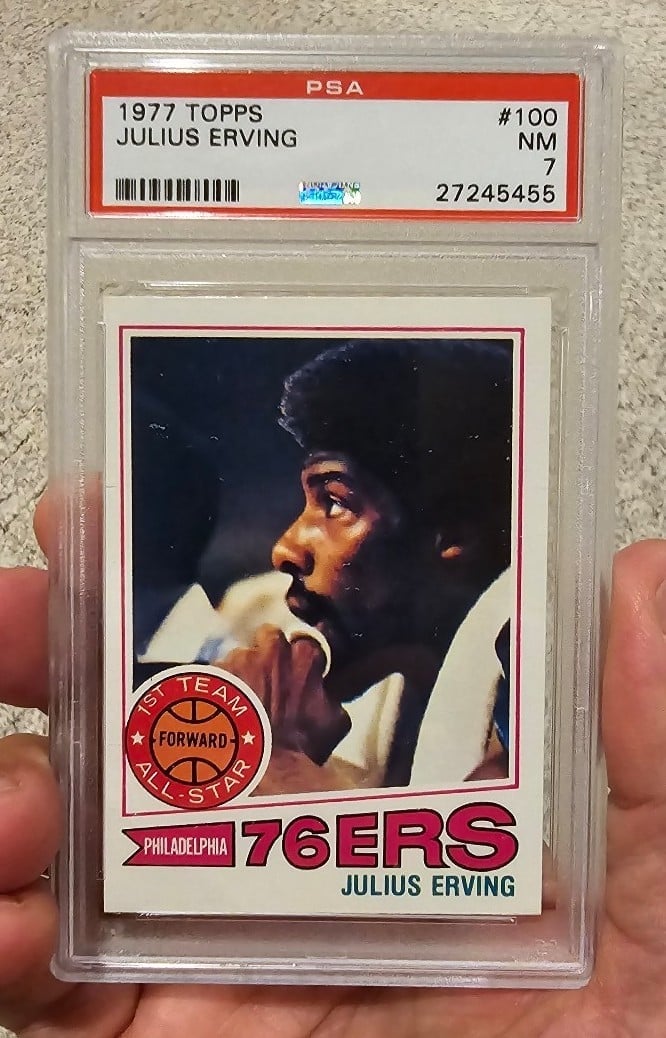 PSA
1977 TOPPS #100
JULIUS ERVING NM
7
27245455
1ST TEAM
FORWARD
ALL-STAR
PHILADELPHIA 76ERS
JULIUS ERVING